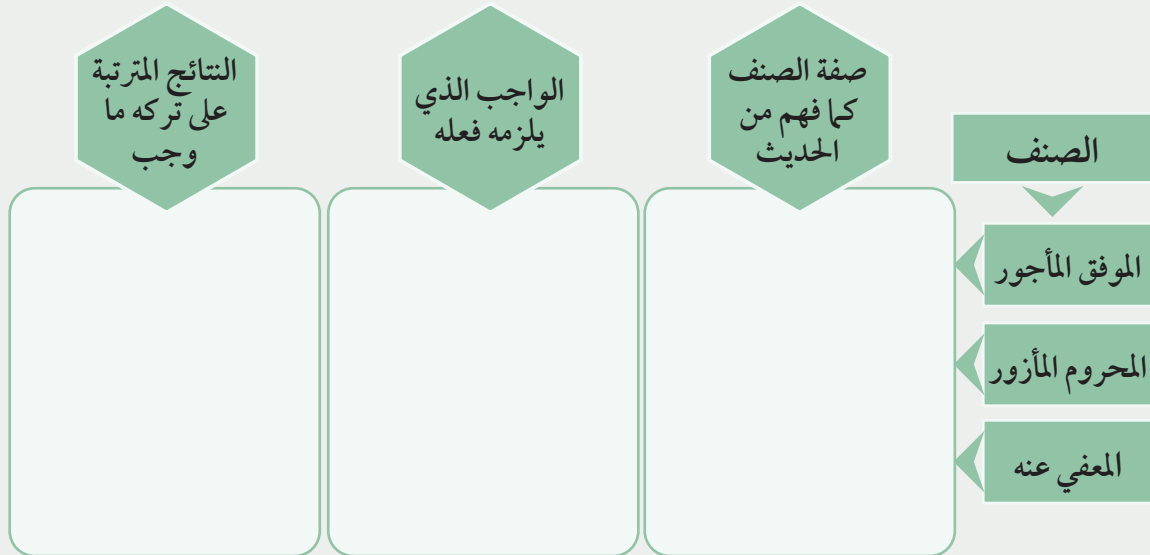 صفة الصنف
كما فهم من
الحديث
الواجب الذي
يلزمه فعله
النتائج المترتبة
على تركه ما
وجب
الصنف
الموفق المأجور
المحروم المأزور
المعفي عنه